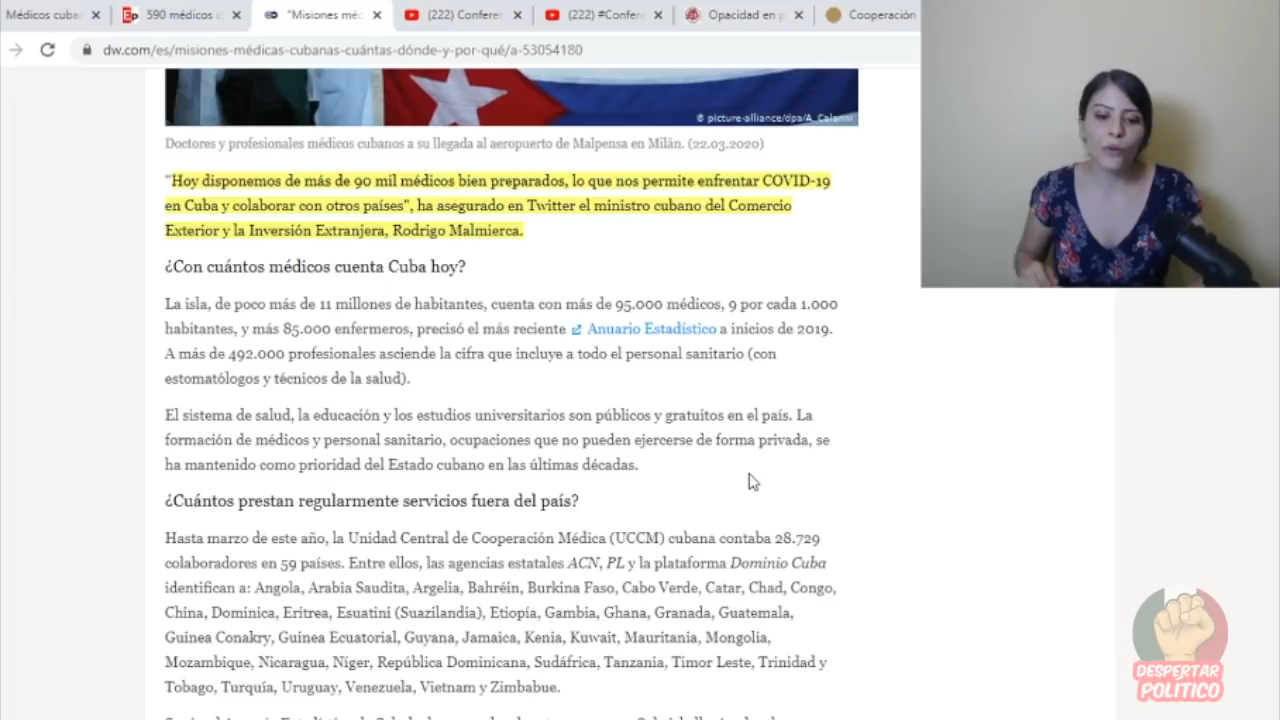 Médicos cuba
590 médicos c
"Misiones méd
(222) Conferen
(222) #Confere
Opacidad en p
Cooperación
dw.com/es/misiones-médicas-cubanas-cuántas-dónde-y-por-qué/a-53054180
© picture-alliance/dpa/A. Calanni
Doctores y profesionales médicos cubanos a su llegada al aeropuerto de Malpensa en Milán. (22.03.2020)
"Hoy disponemos de más de 90 mil médicos bien preparados, lo que nos permite enfrentar COVID-19
en Cuba y colaborar con otros países", ha asegurado en Twitter el ministro cubano del Comercio
Exterior y la Inversión Extranjera, Rodrigo Malmierca.
¿Con cuántos médicos cuenta Cuba hoy?
La isla, de poco más de 11 millones de habitantes, cuenta con más de 95.000 médicos, 9 por cada 1.000
habitantes, y más 85.000 enfermeros, precisó el más reciente Anuario Estadístico a inicios de 2019.
A más de 492.000 profesionales asciende la cifra que incluye a todo el personal sanitario (con
estomatólogos y técnicos de la salud).
El sistema de salud, la educación y los estudios universitarios son públicos y gratuitos en el país. La
formación de médicos y personal sanitario, ocupaciones que no pueden ejercerse de forma privada, se
ha mantenido como prioridad del Estado cubano en las últimas décadas.
¿Cuántos prestan regularmente servicios fuera del país?
Hasta marzo de este año, la Unidad Central de Cooperación Médica (UCCM) cubana contaba 28.729
colaboradores en 59 países. Entre ellos, las agencias estatales ACN, PL y la plataforma Dominio Cuba
identifican a: Angola, Arabia Saudita, Argelia, Bahréin, Burkina Faso, Cabo Verde, Catar, Chad, Congo,
China, Dominica, Eritrea, Esuatini (Suazilandia), Etiopía, Gambia, Ghana, Granada, Guatemala,
Guinea Conakry, Guinea Ecuatorial, Guyana, Jamaica, Kenia, Kuwait, Mauritania, Mongolia,
Mozambique, Nicaragua, Níger, República Dominicana, Sudáfrica, Tanzania, Timor Leste, Trinidad y
Tobago, Turquía, Uruguay, Venezuela, Vietnam y Zimbabue.
DESPERTAR
POLITICO